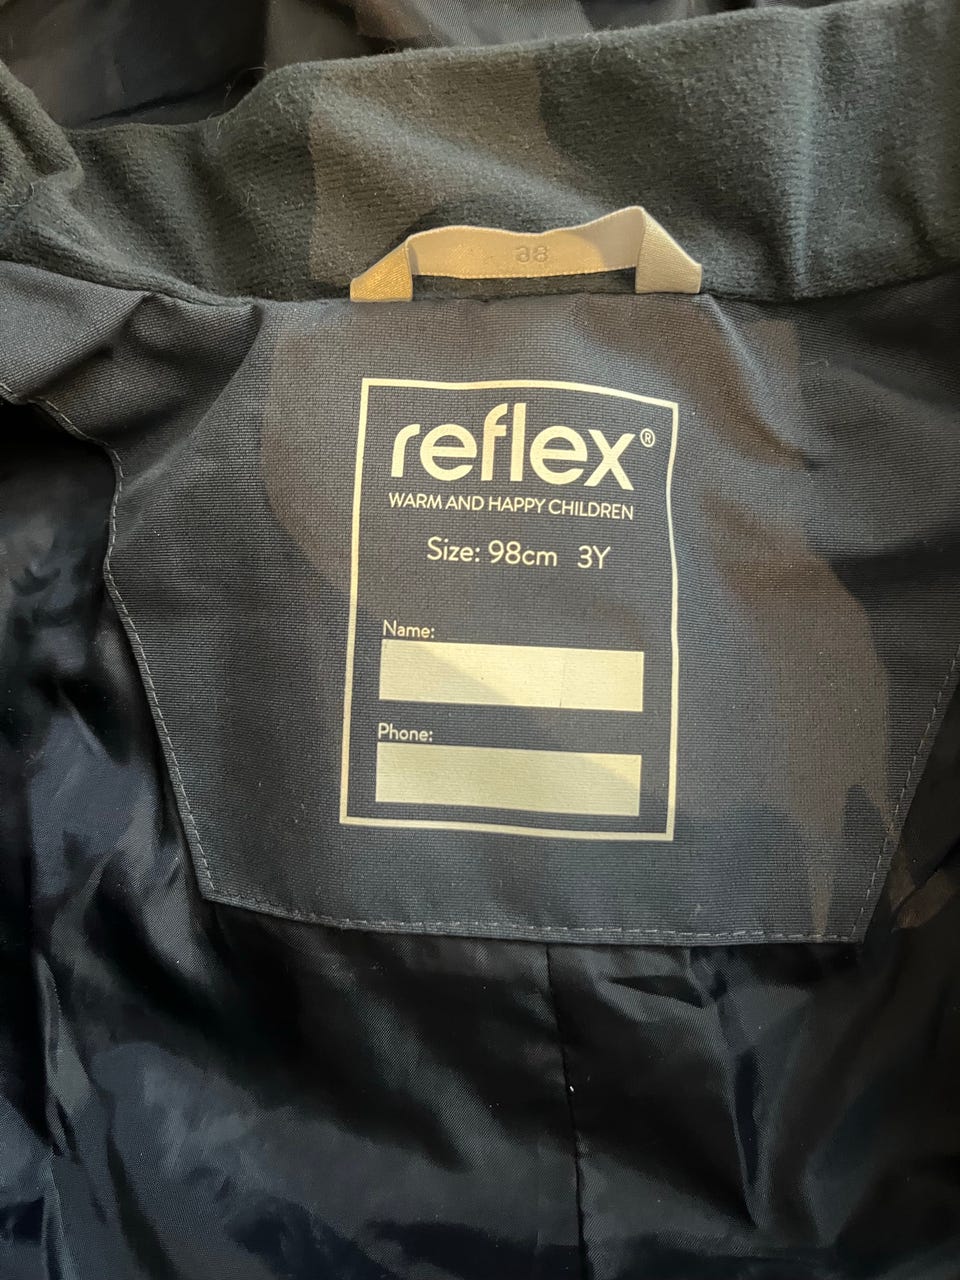 reflex®
WARM AND HAPPY CHILDREN
Size: 98cm 3Y
Name:
Phone: